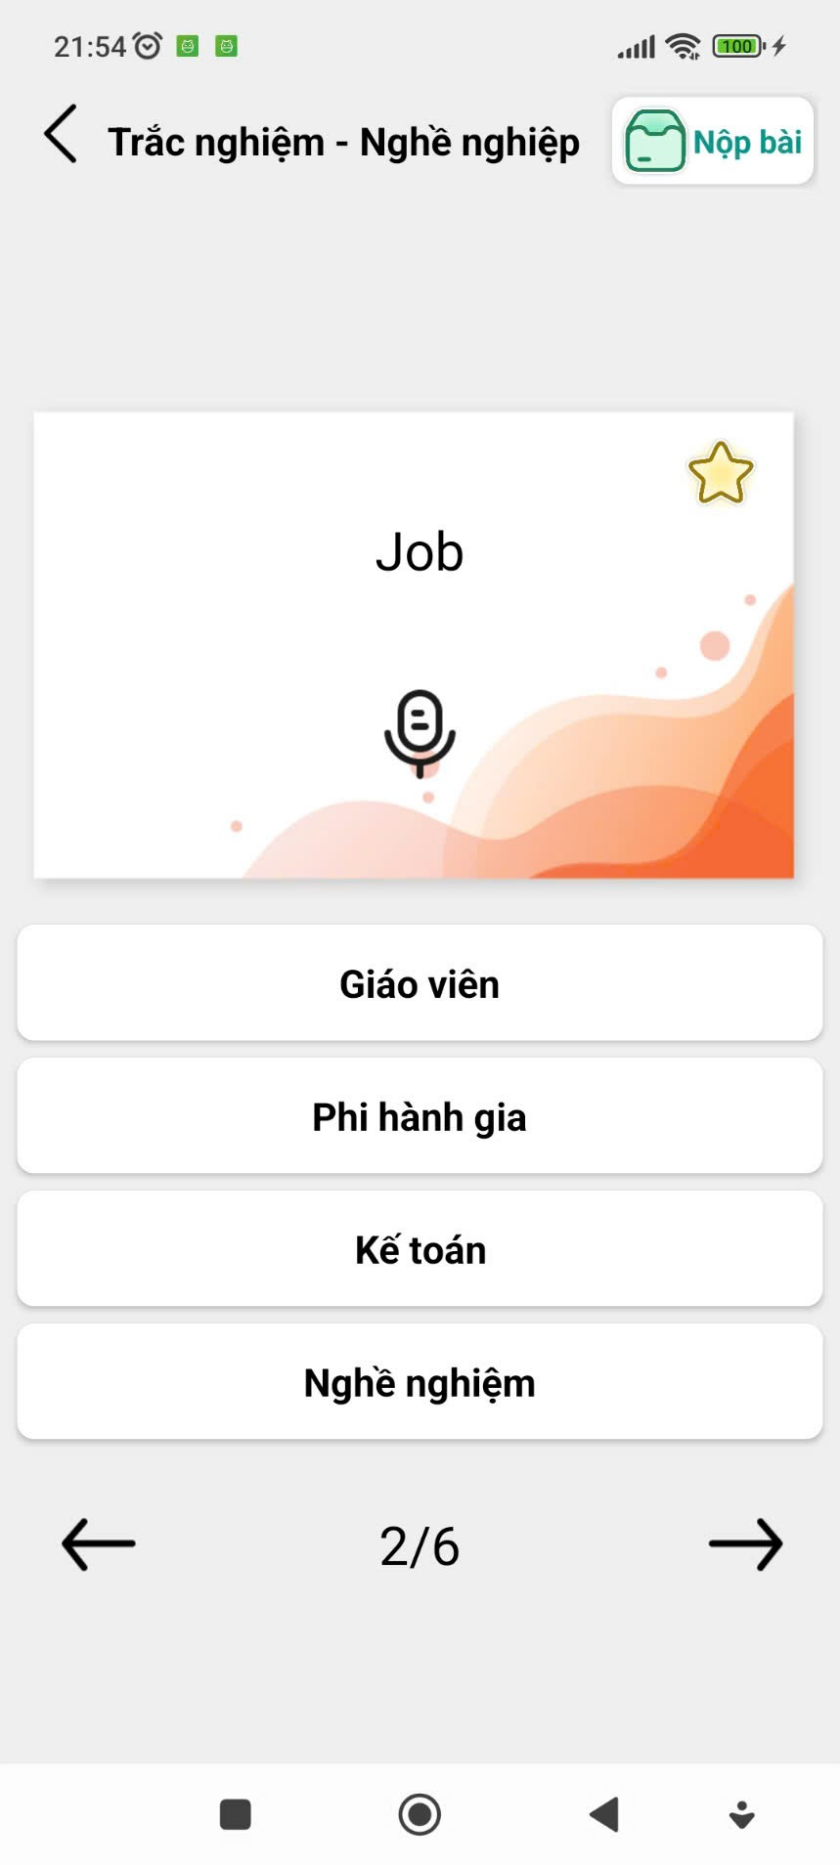 21:54
100
Trắc nghiệm - Nghề nghiệp
Nộp bài
Job
Giáo viên
Phi hành gia
Kế toán
Nghề nghiệm
2/6